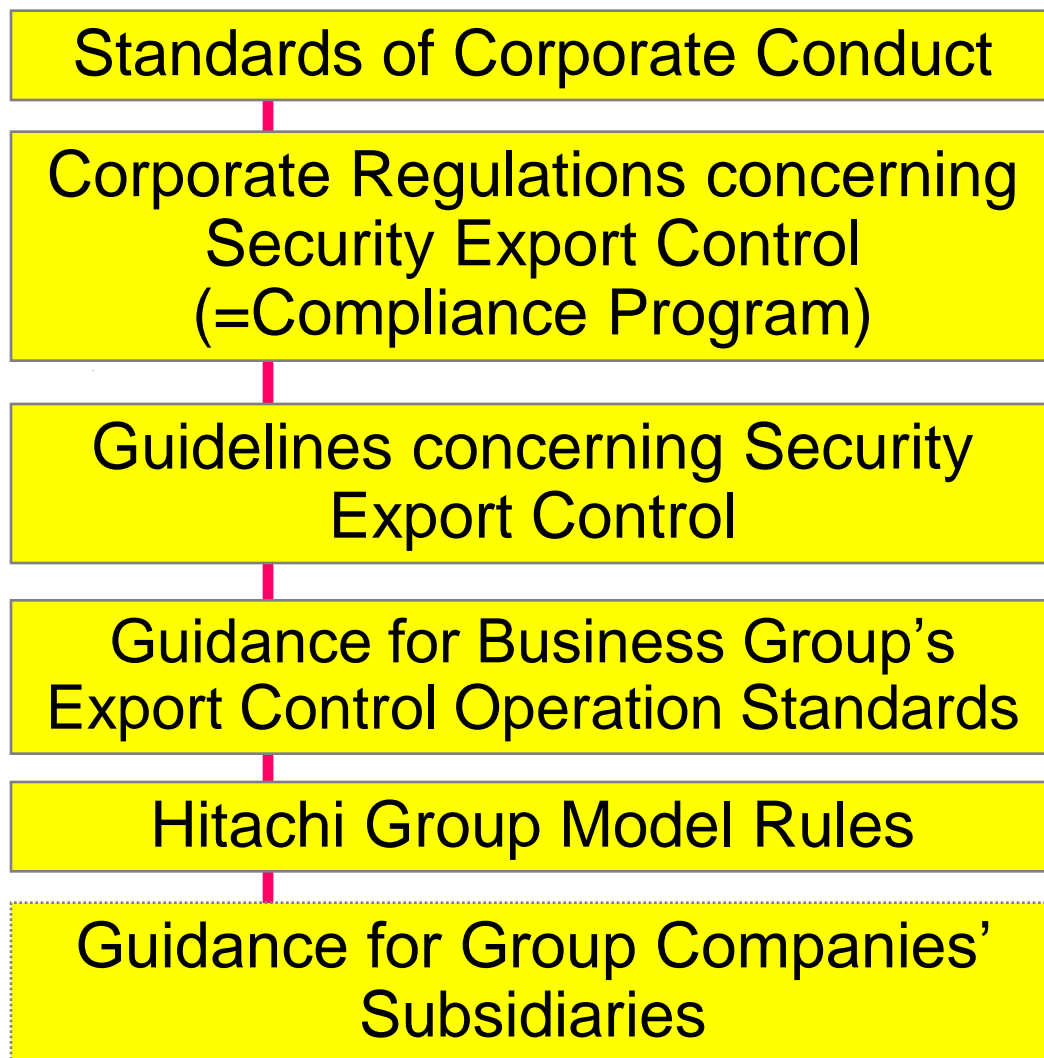 Standards of Corporate Conduct
Corporate Regulations concerning
Security Export Control
(=Compliance Program)
Guidelines concerning Security
Export Control
Guidance for Business Group’s
Export Control Operation Standards
Hitachi Group Model Rules
Guidance for Group Companies’
Subsidiaries